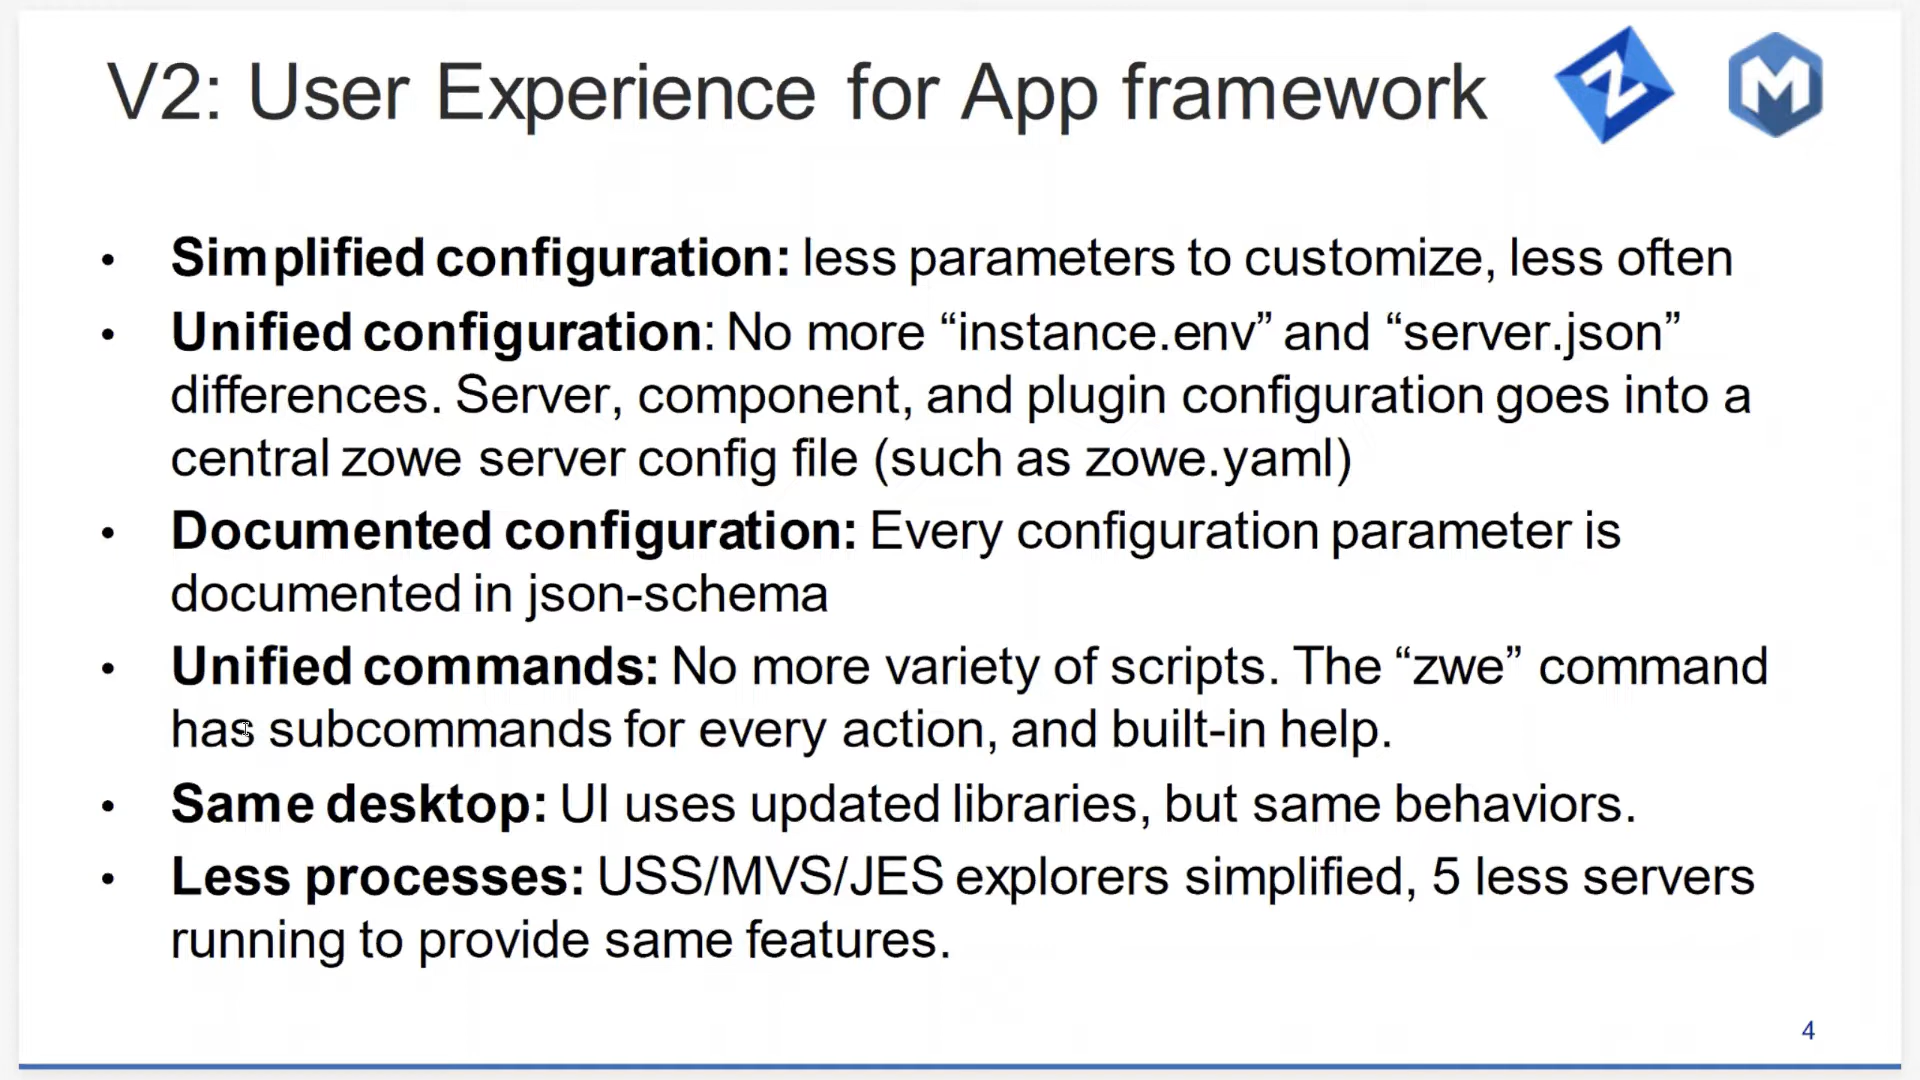 V2: User Experience for App framework
• Simplified configuration: less parameters to customize, less often
• Unified configuration: No more “instance.env” and “server.json”
differences. Server, component, and plugin configuration goes into a
central zowe server config file (such as zowe.yaml)
• Documented configuration: Every configuration parameter is
documented in json-schema
• Unified commands: No more variety of scripts. The “zwe” command
has subcommands for every action, and built-in help.
• Same desktop: UI uses updated libraries, but same behaviors.
• Less processes: USS/MVS/JES explorers simplified, 5 less servers
running to provide same features.
4